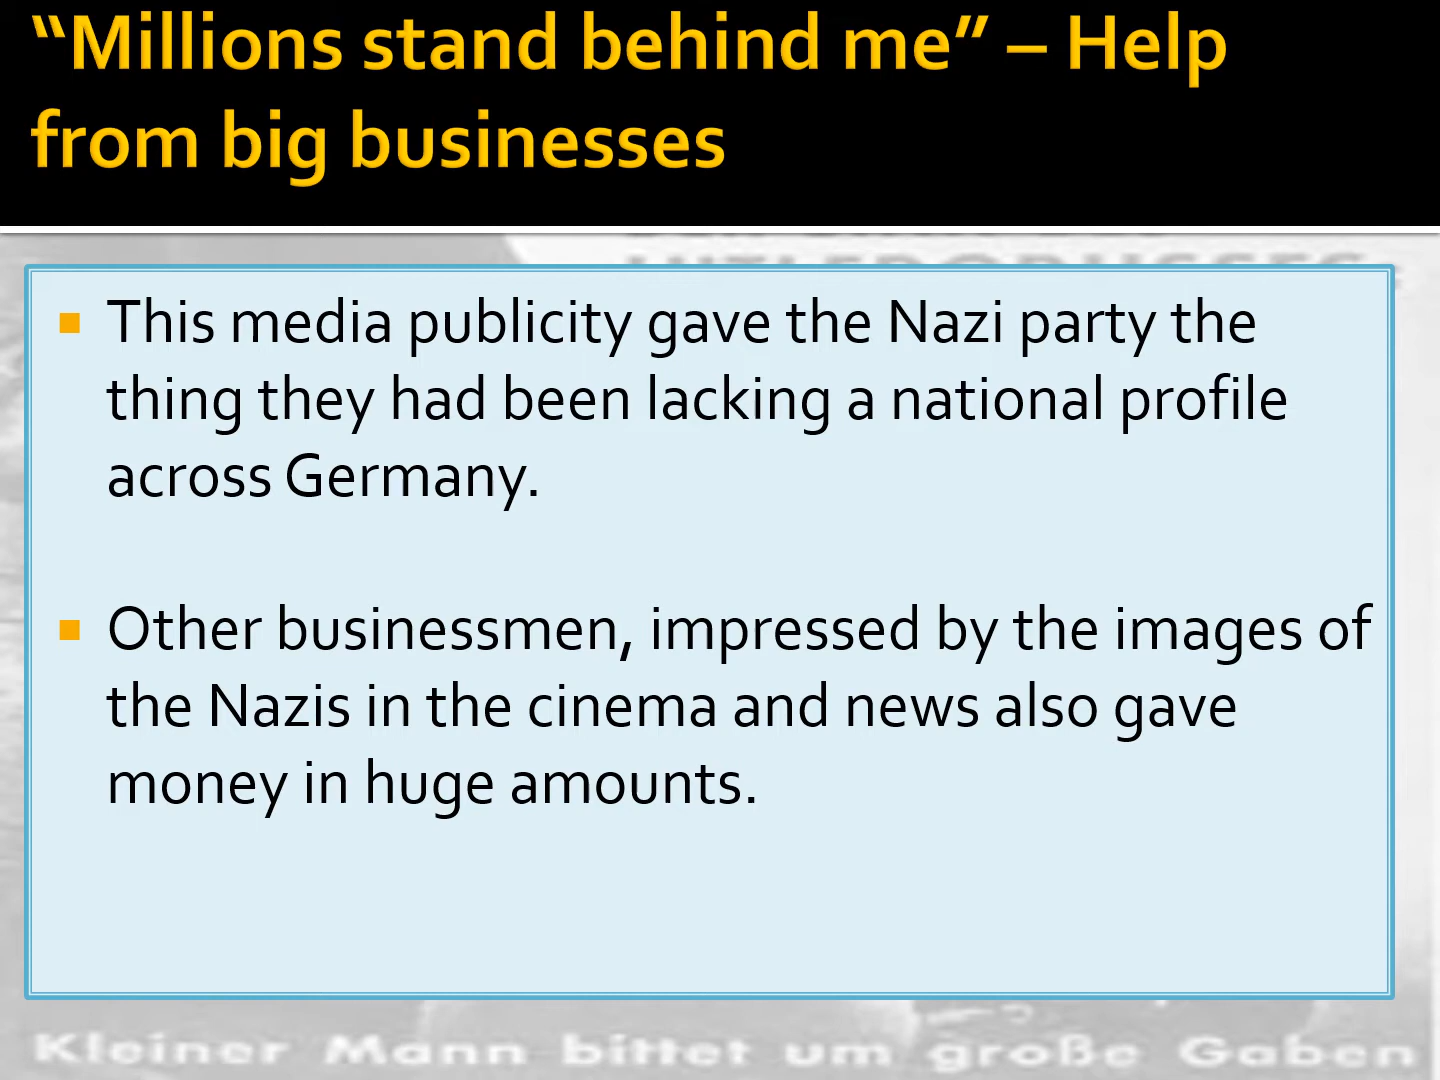 “Millions stand behind me” – Help
from big businesses
This media publicity gave the Nazi party the
thing they had been lacking a national profile
across Germany.
Other businessmen, impressed by the images of
the Nazis in the cinema and news also gave
money in huge amounts.
Kleiner Mann bittet um große Gaben